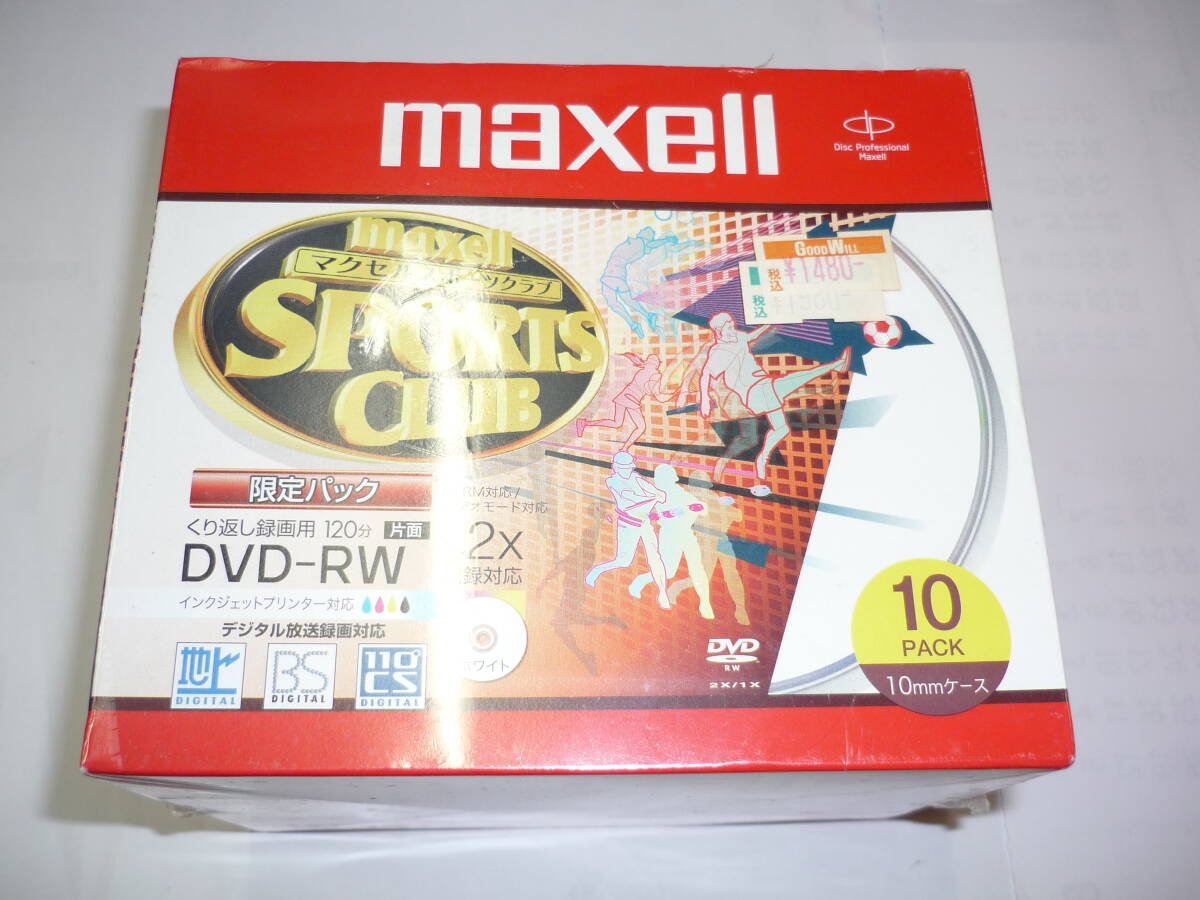 maxell
Disc Professional
Maxell
maxell
マクセル スポーツクラブ
SPORTS
CLUB
GOODWILL
税込 ¥1480-
税込
限定パック
くり返し録画用 120分 片面
DVD-RW
RM対応/
オモード対応
2x
録対応
インクジェットプリンター対応
ホワイト
デジタル放送録画対応
地上
DIGITAL
BS
DIGITAL
110°
CS
DIGITAL
DVD
RW
2X/1X
10
PACK
10mmケース